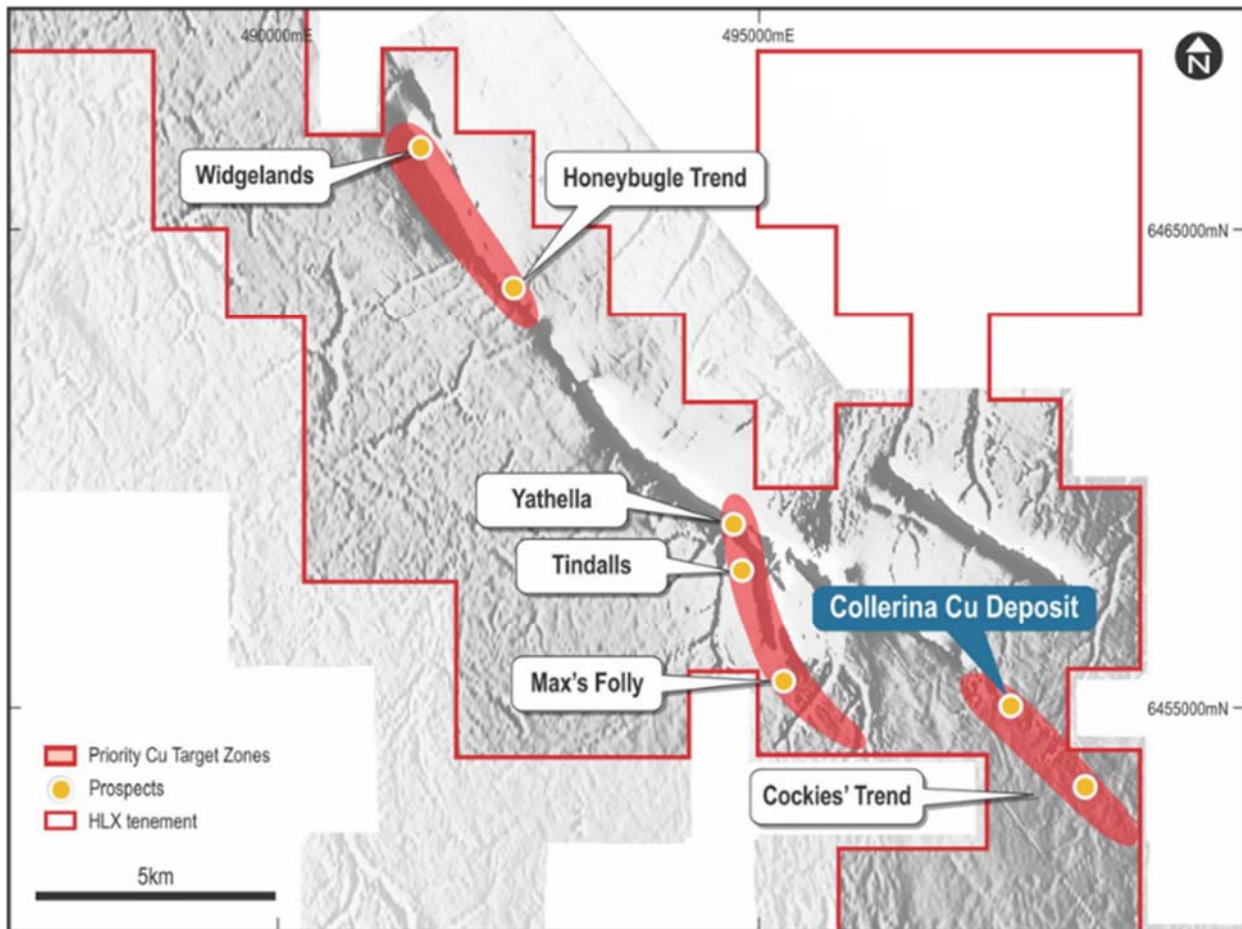 490000mE
495000mE
N
Widgelands
Honeybugle Trend
6465000mN
Yathella
Tindalls
Collerina Cu Deposit
Max's Folly
6455000mN
Priority Cu Target Zones
Prospects
Cockies' Trend
HLX tenement
5km